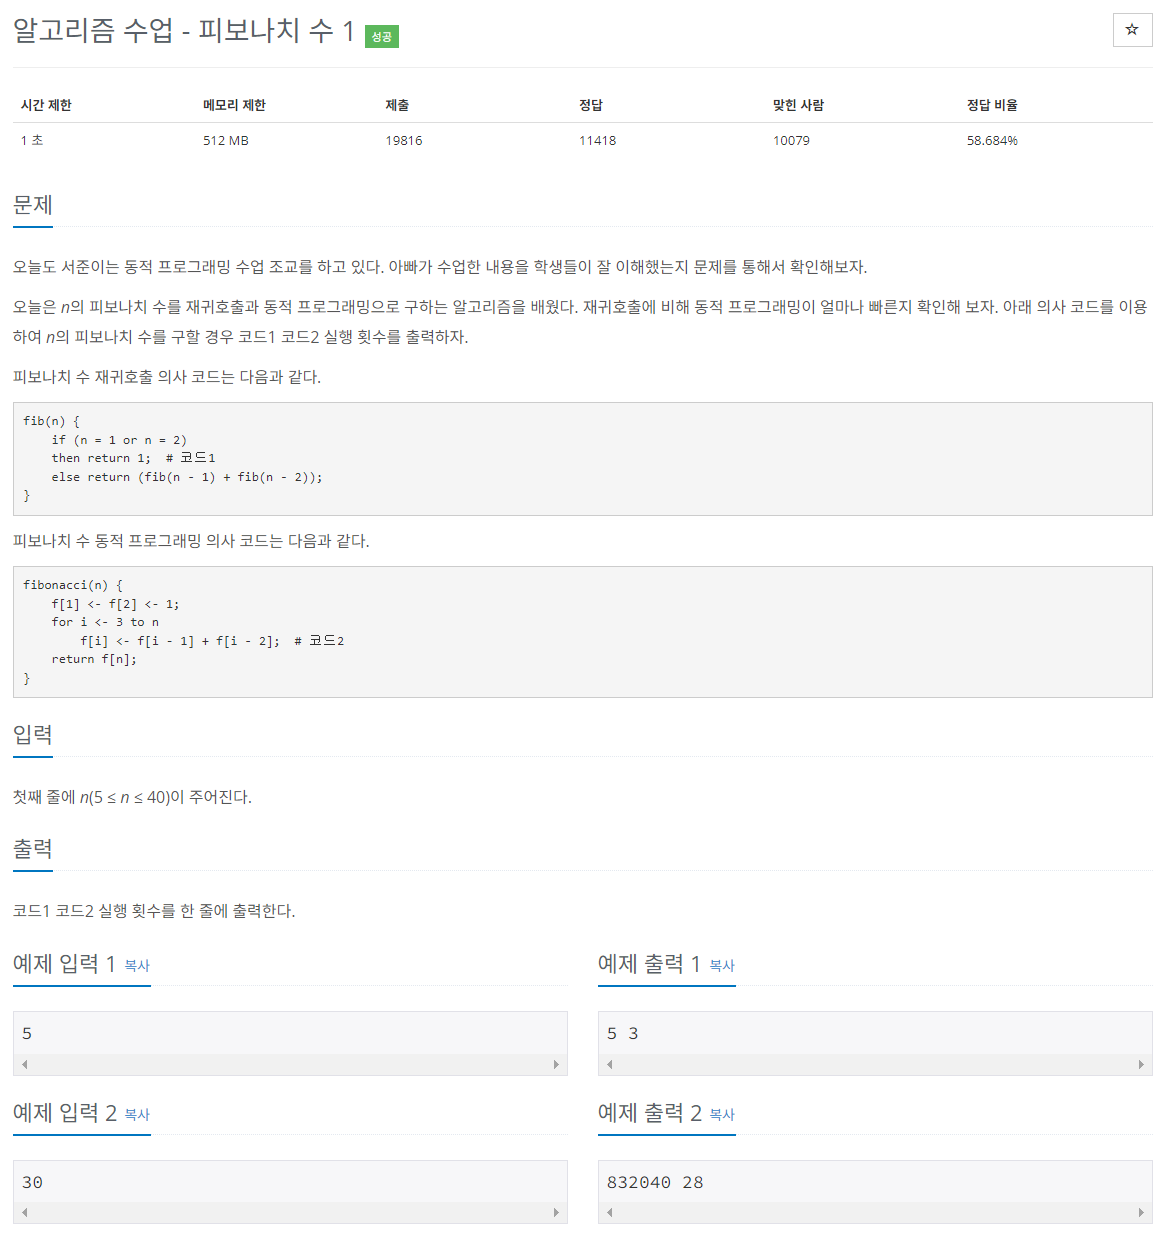 알고리즘 수업 - 피보나치 수 1 성공
☆
시간 제한 메모리 제한 제출 정답 맞힌 사람 정답 비율
1 초 512 MB 19816 11418 10079 58.684%
문제
오늘도 서준이는 동적 프로그래밍 수업 조교를 하고 있다. 아빠가 수업한 내용을 학생들이 잘 이해했는지 문제를 통해서 확인해보자.
오늘은 n의 피보나치 수를 재귀호출과 동적 프로그래밍으로 구하는 알고리즘을 배웠다. 재귀호출에 비해 동적 프로그래밍이 얼마나 빠른지 확인해 보자. 아래 의사 코드를 이용
하여 n의 피보나치 수를 구할 경우 코드1 코드2 실행 횟수를 출력하자.
피보나치 수 재귀호출 의사 코드는 다음과 같다.
fib(n) {
    if (n = 1 or n = 2)
    then return 1;  # 코드1
    else return (fib(n - 1) + fib(n - 2));
}
피보나치 수 동적 프로그래밍 의사 코드는 다음과 같다.
fibonacci(n) {
    f[1] <- f[2] <- 1;
    for i <- 3 to n
        f[i] <- f[i - 1] + f[i - 2];  # 코드2
    return f[n];
}
입력
첫째 줄에 n(5 ≤ n ≤ 40)이 주어진다.
출력
코드1 코드2 실행 횟수를 한 줄에 출력한다.
예제 입력 1 복사
5
예제 출력 1 복사
5 3
예제 입력 2 복사
30
예제 출력 2 복사
832040 28